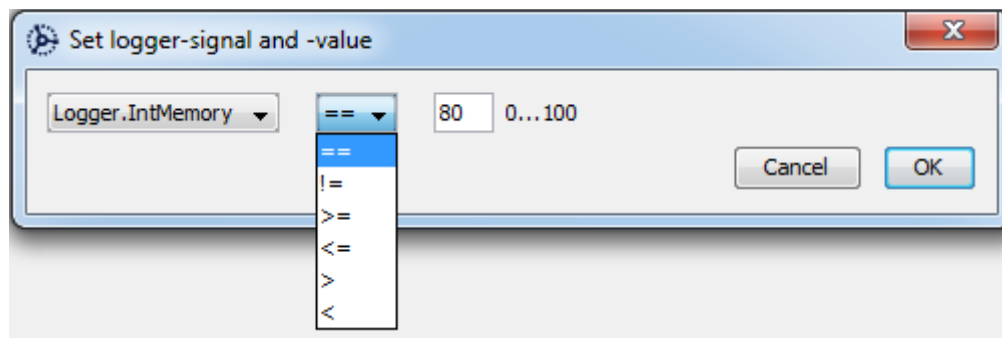 Set logger-signal and -value
Logger.IntMemory == 80 0...100
==
!=
>=
<=
>
<
Cancel OK